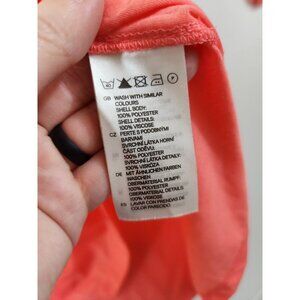 40 P
GB WASH WITH SIMILAR
COLOURS
SHELL BODY:
100% POLYESTER
SHELL DETAILS:
100% VISCOSE
CZ PERTE S PODOBNÝMI
BARVAMI
SVRCHNÍ LÁTKA HORNÍ
ČÁST ODĚVU:
100% POLYESTER
SVRCHNÍ LÁTKA DETAILY:
100% VISKÓZA
DE MIT ÄHNLICHEN FARBEN
WASCHEN
OBERMATERIAL RUMPF:
100% POLYESTER
OBERMATERIAL DETAILS:
100% VISKOSE
ES LAVAR CON PRENDAS DE
COLOR PARECIDO